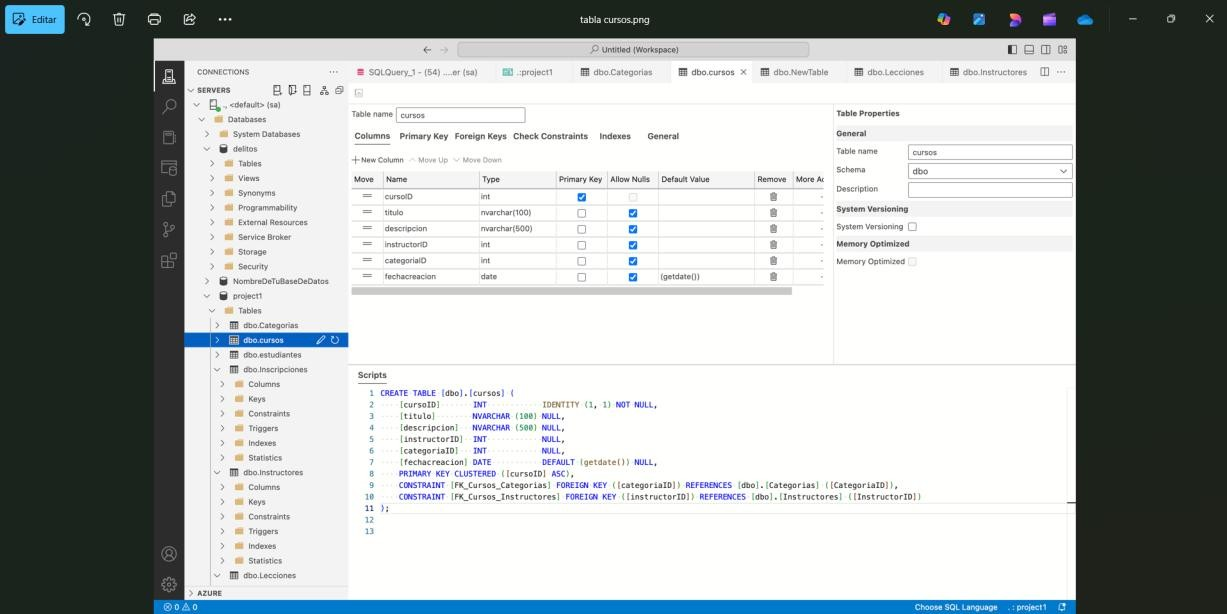 Editar
tabla cursos.png
Untitled (Workspace)
CONNECTIONS
SERVERS
., <default> (sa)
Databases
System Databases
delitos
Tables
Views
Synonyms
Programmability
External Resources
Service Broker
Storage
Security
NombreDeTuBaseDeDatos
project1
Tables
dbo.Categorias
dbo.cursos
dbo.estudiantes
dbo.Inscripciones
Columns
Keys
Constraints
Triggers
Indexes
Statistics
dbo.Instructores
Columns
Keys
Constraints
Triggers
Indexes
Statistics
dbo.Lecciones
AZURE
SQLQuery_1 - (54) ....er (sa) .:project1 dbo.Categorias dbo.cursos dbo.NewTable dbo.Lecciones dbo.Instructores
Table name cursos
Columns Primary Key Foreign Keys Check Constraints Indexes General
New Column Move Up Move Down
Move Name Type Primary Key Allow Nulls Default Value Remove More Ac
cursoID int
titulo nvarchar(100)
descripcion nvarchar(500)
instructorID int
categoriaID int
fechacreacion date (getdate())
Table Properties
General
Table name cursos
Schema dbo
Description
System Versioning
System Versioning
Memory Optimized
Memory Optimized
Scripts
1 CREATE TABLE [dbo].[cursos] (
2 [cursoID] INT IDENTITY (1, 1) NOT NULL,
3 [titulo] NVARCHAR (100) NULL,
4 [descripcion] NVARCHAR (500) NULL,
5 [instructorID] INT NULL,
6 [categoriaID] INT NULL,
7 [fechacreacion] DATE DEFAULT (getdate()) NULL,
8 PRIMARY KEY CLUSTERED ([cursoID] ASC),
9 CONSTRAINT [FK_Cursos_Categorias] FOREIGN KEY ([categoriaID]) REFERENCES [dbo].[Categorias] ([CategoriaID]),
10 CONSTRAINT [FK_Cursos_Instructores] FOREIGN KEY ([instructorID]) REFERENCES [dbo].[Instructores] ([InstructorID])
11 );
12
13
0 0
Choose SQL Language . : project1